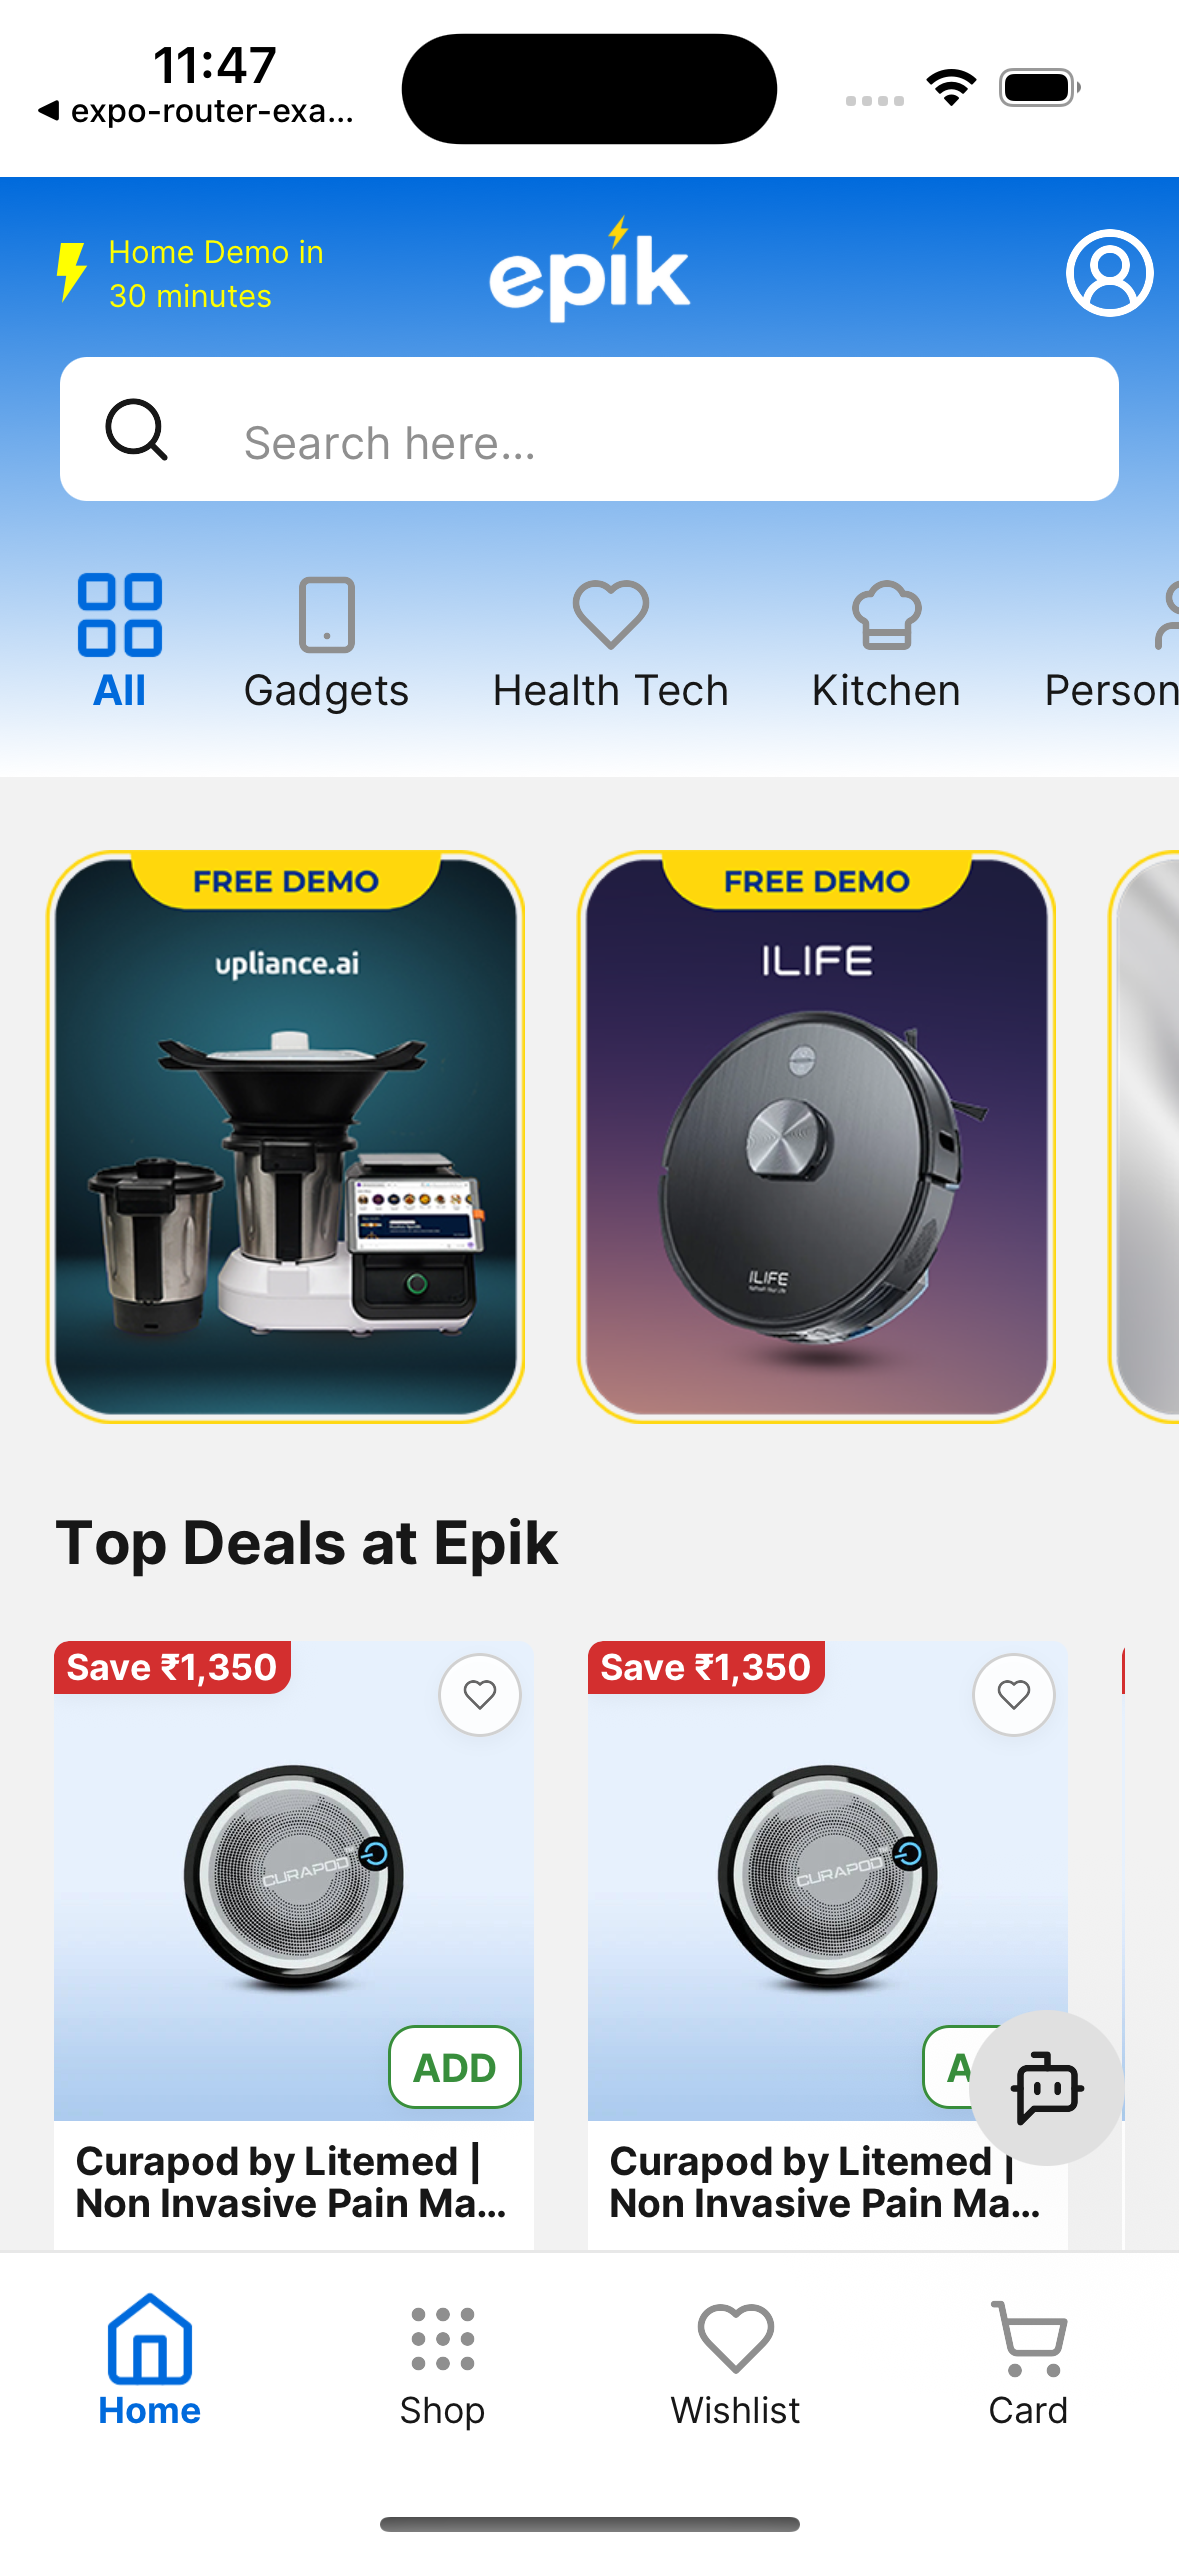 11:47
expo-router-exa...
Home Demo in
30 minutes
epik
Search here...
All
Gadgets
Health Tech
Kitchen
Person
FREE DEMO
upliance.ai
FREE DEMO
ILIFE
ILIFE
Top Deals at Epik
Save ₹1,350
CURAPOD
ADD
Save ₹1,350
CURAPOD
A
Curapod by Litemed |
Non Invasive Pain Ma...
Curapod by Litemed |
Non Invasive Pain Ma...
Home
Shop
Wishlist
Card